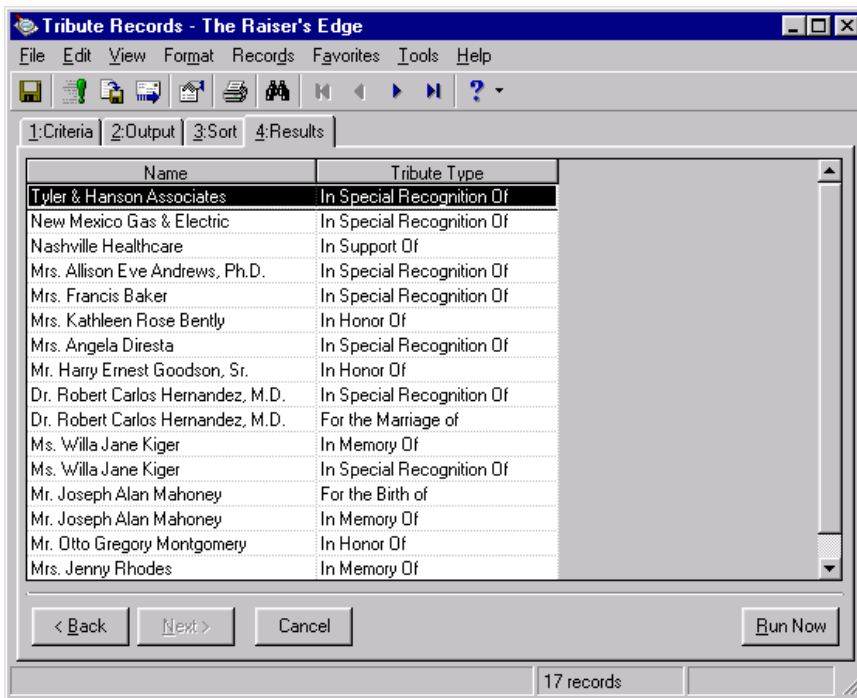 Tribute Records - The Raiser's Edge
File Edit View Format Records Favorites Tools Help
?
1:Criteria 2:Output 3:Sort 4:Results
Name Tribute Type
Tyler & Hanson Associates In Special Recognition Of
New Mexico Gas & Electric In Special Recognition Of
Nashville Healthcare In Support Of
Mrs. Allison Eve Andrews, Ph.D. In Special Recognition Of
Mrs. Francis Baker In Special Recognition Of
Mrs. Kathleen Rose Bently In Honor Of
Mrs. Angela Diresta In Special Recognition Of
Mr. Harry Ernest Goodson, Sr. In Honor Of
Dr. Robert Carlos Hernandez, M.D. In Special Recognition Of
Dr. Robert Carlos Hernandez, M.D. For the Marriage of
Ms. Willa Jane Kiger In Memory Of
Ms. Willa Jane Kiger In Special Recognition Of
Mr. Joseph Alan Mahoney For the Birth of
Mr. Joseph Alan Mahoney In Memory Of
Mr. Otto Gregory Montgomery In Honor Of
Mrs. Jenny Rhodes In Memory Of
< Back Next > Cancel Run Now
17 records